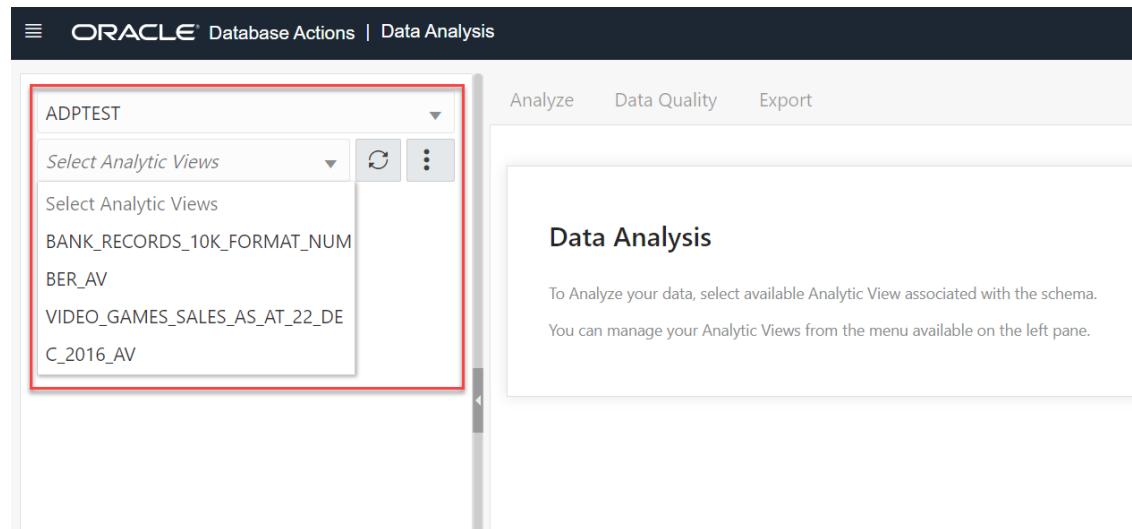 ORACLE Database Actions | Data Analysis
ADPTEST
Select Analytic Views
Select Analytic Views
BANK_RECORDS_10K_FORMAT_NUM
BER_AV
VIDEO_GAMES_SALES_AS_AT_22_DE
C_2016_AV
Analyze Data Quality Export
Data Analysis
To Analyze your data, select available Analytic View associated with the schema.
You can manage your Analytic Views from the menu available on the left pane.